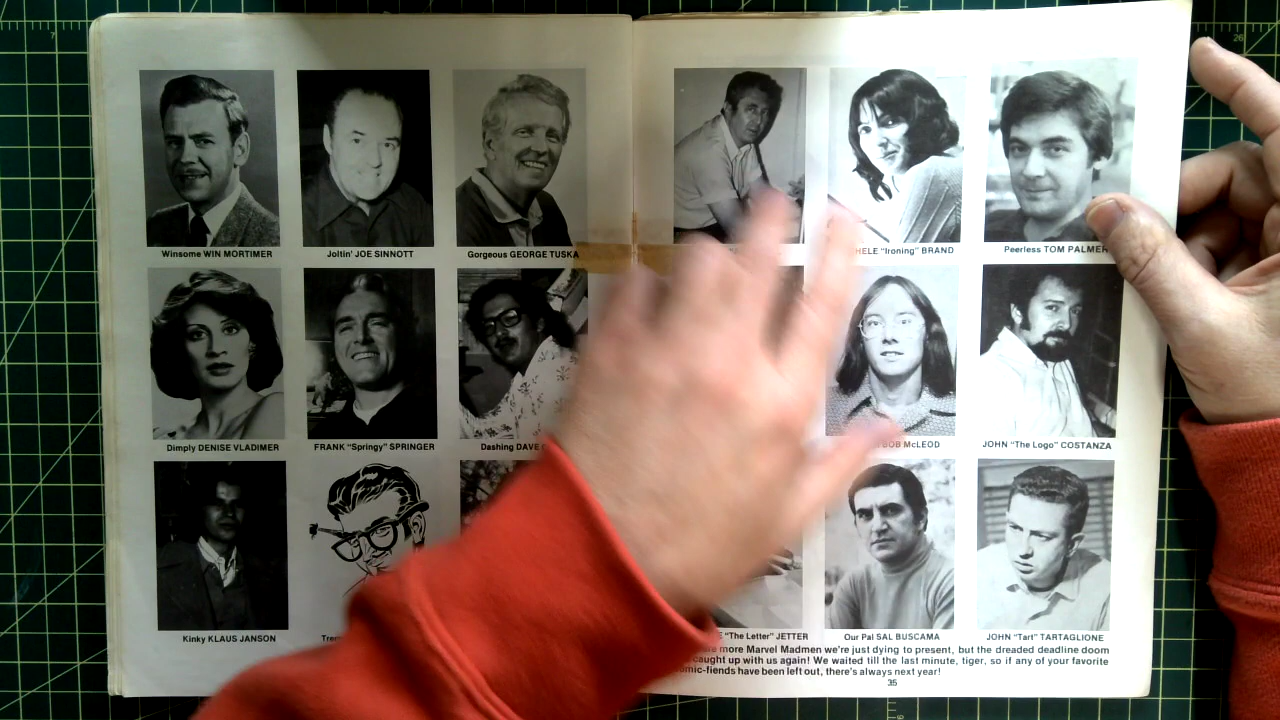 Winsome WIN MORTIMER
Joltin' JOE SINNOTT
Gorgeous GEORGE TUSKA
"Ironing" BRAND
Peerless TOM PALMER
Dimply DENISE VLADIMER
FRANK "Springy" SPRINGER
Dashing DAVE
BOB McLEOD
JOHN "The Logo" COSTANZA
Kinky KLAUS JANSON
"The Letter" JETTER
Our Pal SAL BUSCAMA
JOHN "Tart" TARTAGLIONE
more Marvel Madmen we're just dying to present, but the dreaded deadline doom
caught up with us again! We waited till the last minute, tiger, so if any of your favorite
have been left out, there's always next year!
35